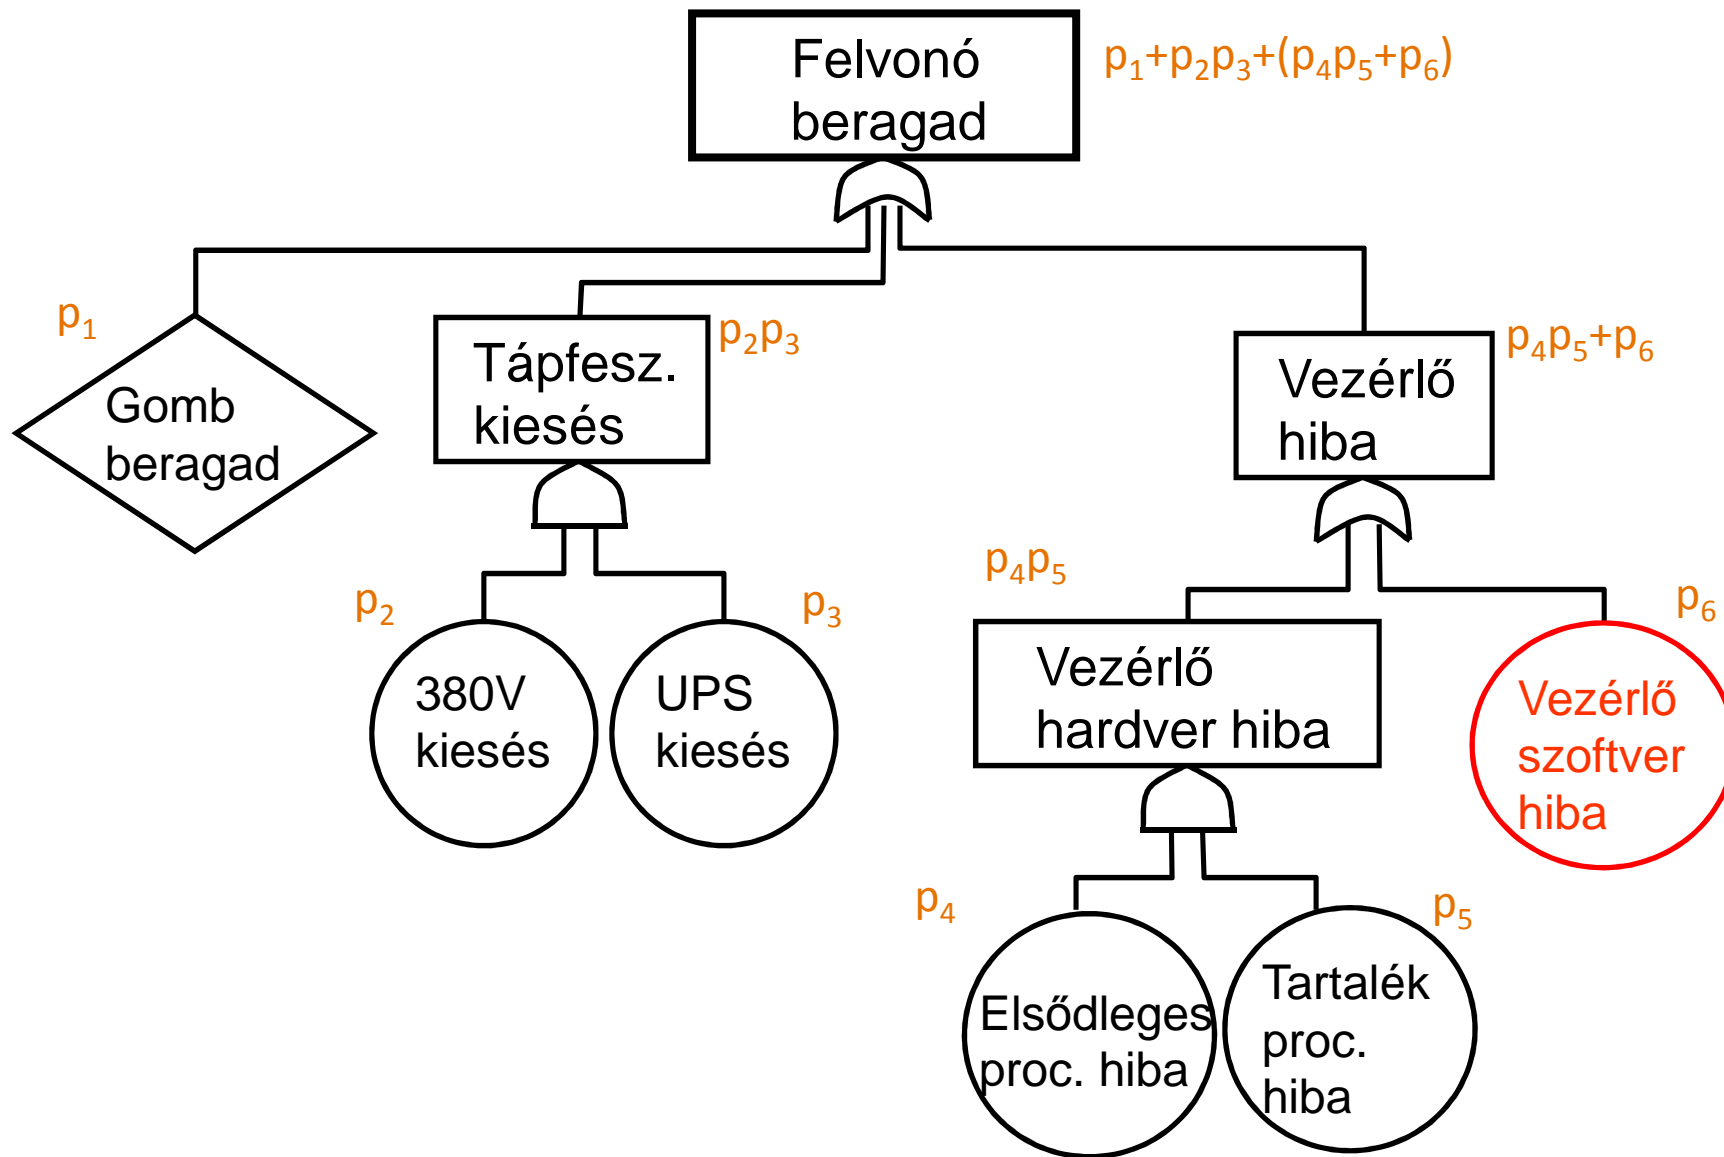 Felvonó
beragad
p₁+p₂p₃+(p₄p₅+p₆)
p₁
Gomb
beragad
p₂p₃
Tápfesz.
kiesés
p₄p₅+p₆
Vezérlő
hiba
p₂
380V
kiesés
p₃
UPS
kiesés
p₄p₅
Vezérlő
hardver hiba
p₆
Vezérlő
szoftver
hiba
p₄
Elsődleges
proc. hiba
p₅
Tartalék
proc.
hiba